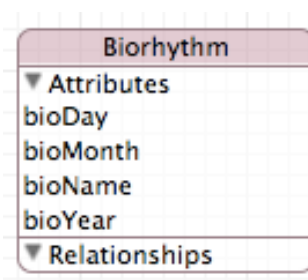 Biorhythm
Attributes
bioDay
bioMonth
bioName
bioYear
Relationships